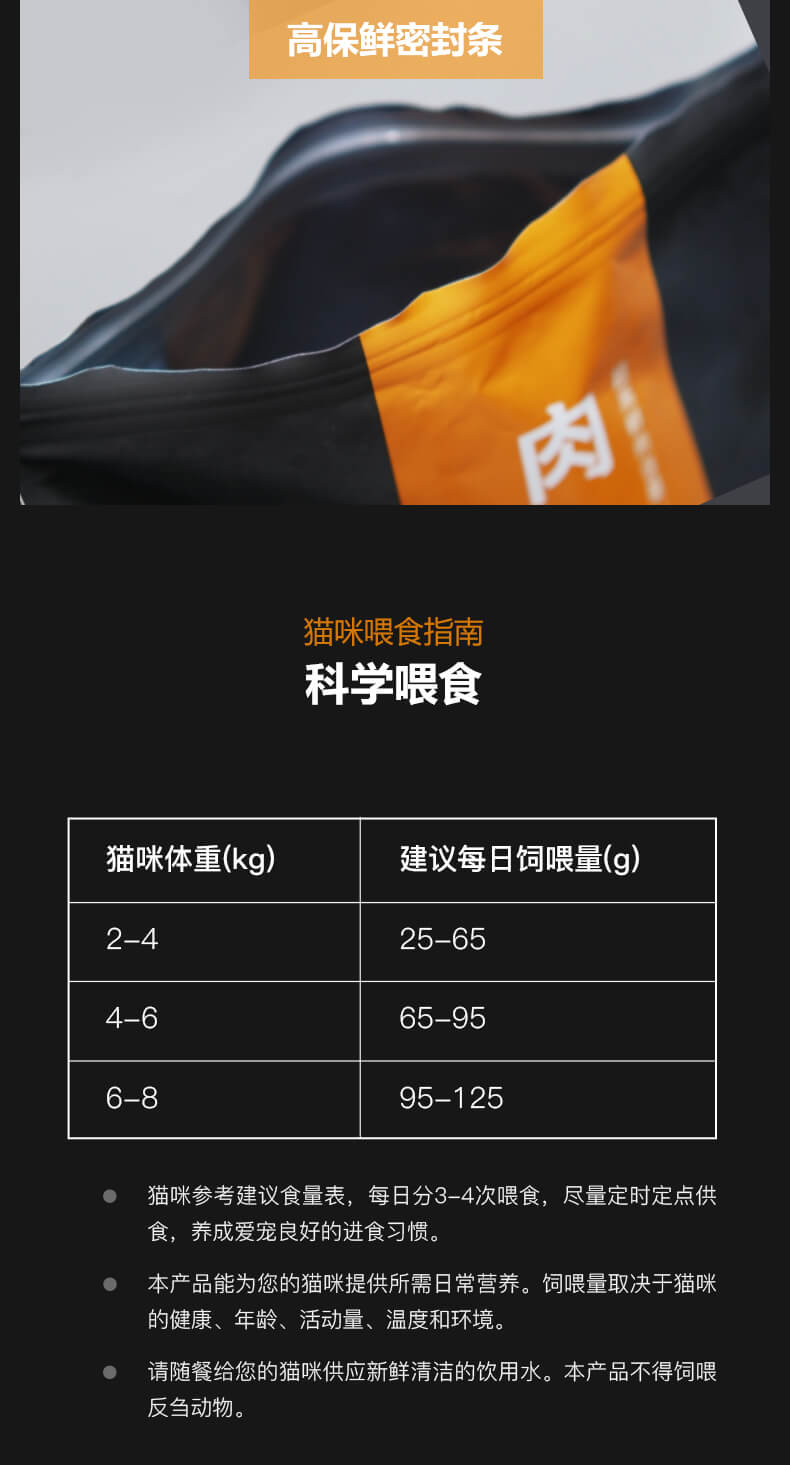 高保鲜密封条
肉
猫咪喂食指南
科学喂食
猫咪体重(kg) 建议每日饲喂量(g)
2-4 25-65
4-6 65-95
6-8 95-125
猫咪参考建议食量表，每日分3-4次喂食，尽量定时定点供
食，养成爱宠良好的进食习惯。
本产品能为您的猫咪提供所需日常营养。饲喂量取决于猫咪
的健康、年龄、活动量、温度和环境。
请随餐给您的猫咪供应新鲜清洁的饮用水。本产品不得饲喂
反刍动物。